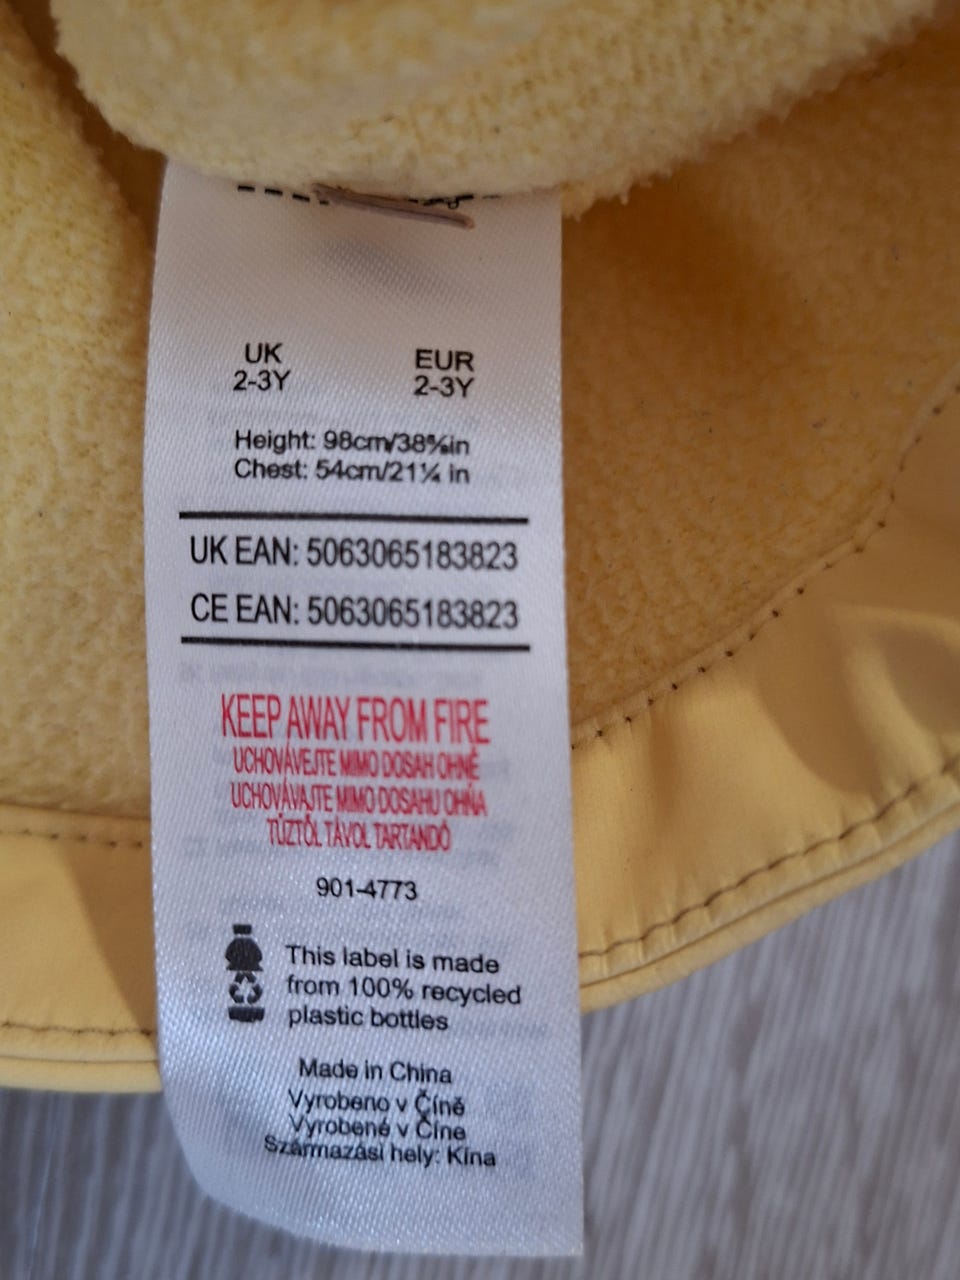 UK EUR
2-3Y 2-3Y
Height: 98cm/38⅝in
Chest: 54cm/21¼ in
UK EAN: 5063065183823
CE EAN: 5063065183823
KEEP AWAY FROM FIRE
UCHOVÁVEJTE MIMO DOSAH OHNĚ
UCHOVÁVAJTE MIMO DOSAHU OHŇA
TŰZTŐL TÁVOL TARTANDÓ
901-4773
This label is made
from 100% recycled
plastic bottles
Made in China
Vyrobeno v Číně
Vyrobené v Číne
Származási hely: Kína